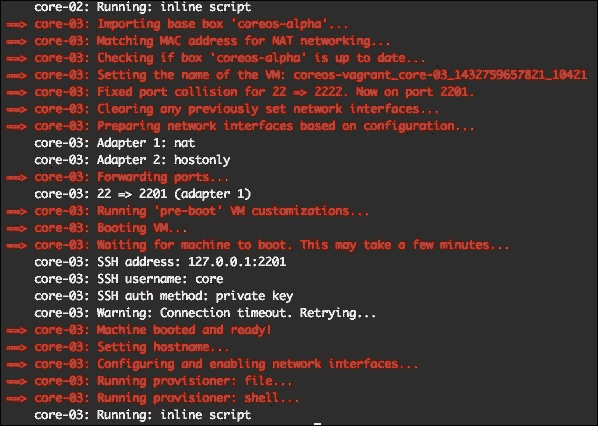 core-02: Running: inline script
==> core-03: Importing base box 'coreos-alpha'...
==> core-03: Matching MAC address for NAT networking...
==> core-03: Checking if box 'coreos-alpha' is up to date...
==> core-03: Setting the name of the VM: coreos-vagrant_core-03_1432759657821_10421
==> core-03: Fixed port collision for 22 => 2222. Now on port 2201.
==> core-03: Clearing any previously set network interfaces...
==> core-03: Preparing network interfaces based on configuration...
core-03: Adapter 1: nat
core-03: Adapter 2: hostonly
==> core-03: Forwarding ports...
core-03: 22 => 2201 (adapter 1)
==> core-03: Running 'pre-boot' VM customizations...
==> core-03: Booting VM...
==> core-03: Waiting for machine to boot. This may take a few minutes...
core-03: SSH address: 127.0.0.1:2201
core-03: SSH username: core
core-03: SSH auth method: private key
core-03: Warning: Connection timeout. Retrying...
==> core-03: Machine booted and ready!
==> core-03: Setting hostname...
==> core-03: Configuring and enabling network interfaces...
==> core-03: Running provisioner: file...
==> core-03: Running provisioner: shell...
core-03: Running: inline script